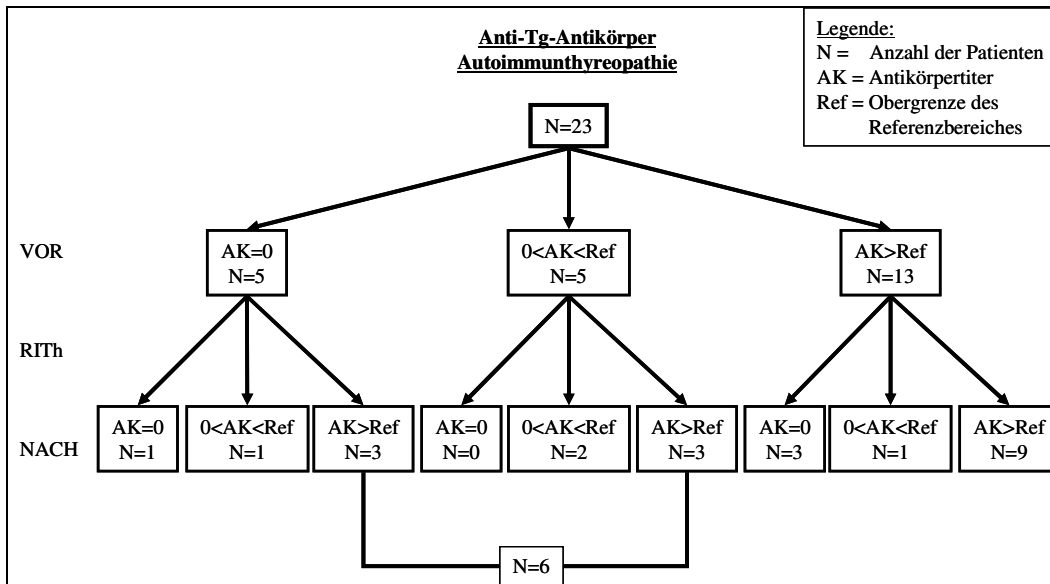 Anti-Tg-Antikörper
Autoimmunthyreopathie
Legende:
N = Anzahl der Patienten
AK = Antikörpertiter
Ref = Obergrenze des
Referenzbereiches
N=23
VOR
AK=0
N=5
0<AK<Ref
N=5
AK>Ref
N=13
RITh
NACH
AK=0
N=1
0<AK<Ref
N=1
AK>Ref
N=3
AK=0
N=0
0<AK<Ref
N=2
AK>Ref
N=3
AK=0
N=3
0<AK<Ref
N=1
AK>Ref
N=9
N=6